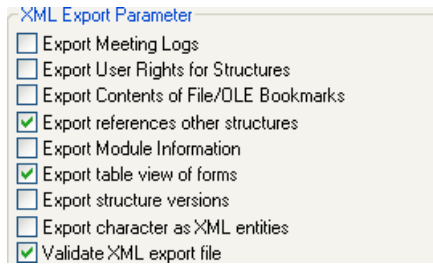 XML Export Parameter
Export Meeting Logs
Export User Rights for Structures
Export Contents of File/OLE Bookmarks
Export references other structures
Export Module Information
Export table view of forms
Export structure versions
Export character as XML entities
Validate XML export file